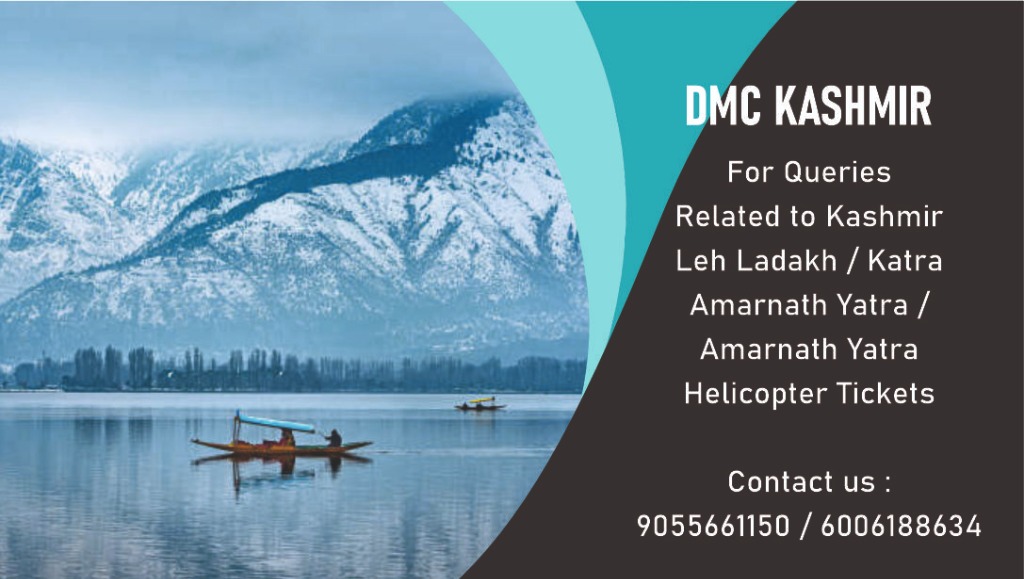 DMC KASHMIR
For Queries
Related to Kashmir
Leh Ladakh / Katra
Amarnath Yatra /
Amarnath Yatra
Helicopter Tickets
Contact us :
9055661150 / 6006188634